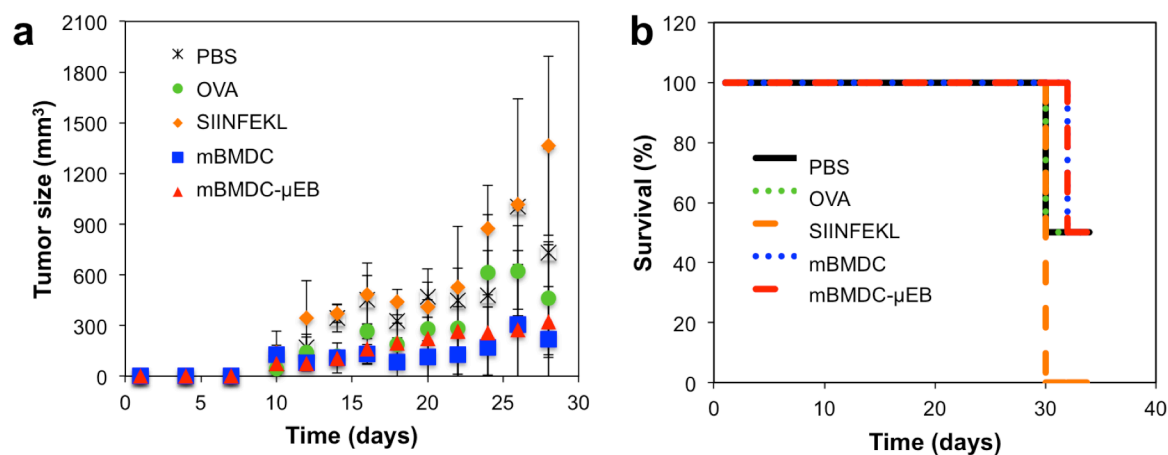 a
Tumor size (mm³)
2100
1800
1500
1200
900
600
300
0
PBS
OVA
SIINFEKL
mBMDC
mBMDC-µEB
0 5 10 15 20 25 30
Time (days)
b
Survival (%)
120
100
80
60
40
20
0
PBS
OVA
SIINFEKL
mBMDC
mBMDC-µEB
0 10 20 30 40
Time (days)